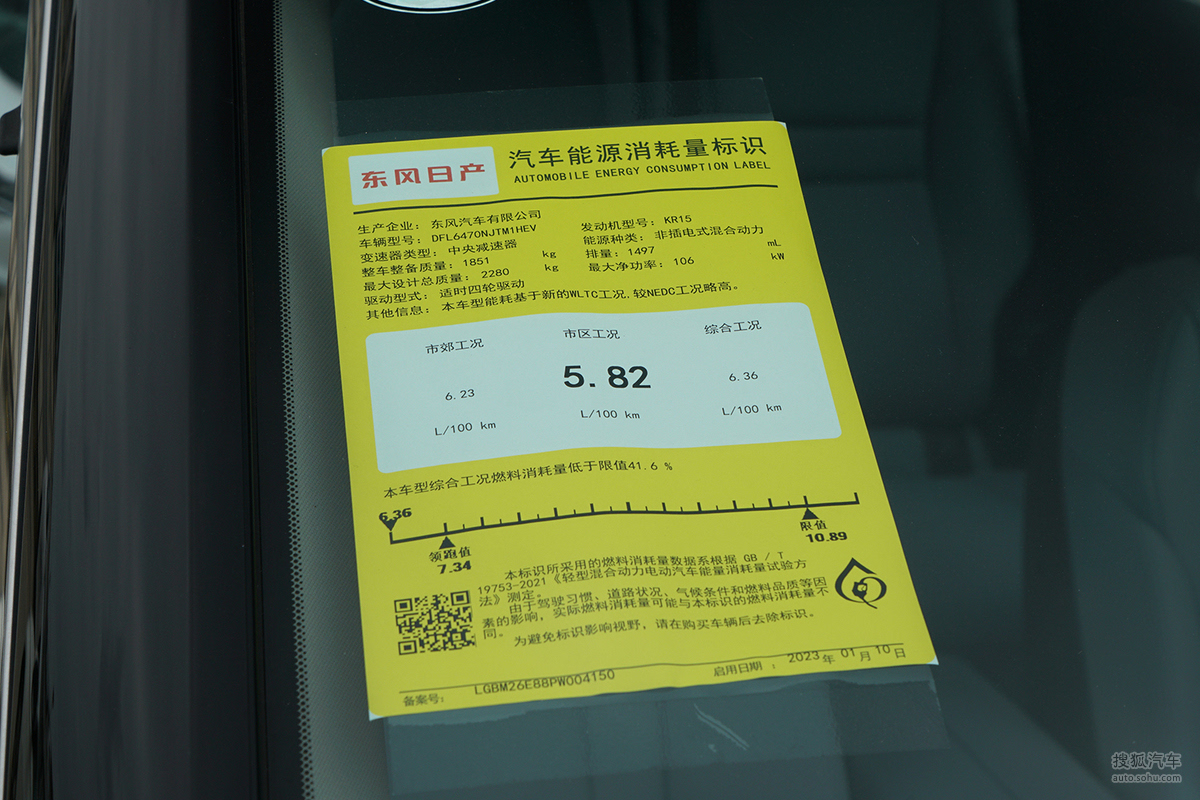 东风日产
汽车能源消耗量标识
AUTOMOBILE ENERGY CONSUMPTION LABEL
生产企业: 东风汽车有限公司
车辆型号: DFL6470NJTM1HEV
变速器类型: 中央减速器
整车整备质量: 1851 kg
最大设计总质量: 2280 kg
驱动型式: 适时四轮驱动
其他信息: 本车型能耗基于新的WLTC工况,较NEDC工况略高。
发动机型号: KR15
能源种类: 非插电式混合动力
排量: 1497 mL
最大净功率: 106 kW
市郊工况 市区工况 综合工况
6.23 5.82 6.36
L/100 km L/100 km L/100 km
本车型综合工况燃料消耗量低于限值41.6 %
6.36
领跑值
7.34
限值
10.89
本标识所采用的燃料消耗量数据系根据 GB / T
19753-2021《轻型混合动力电动汽车能量消耗量试验方
法》测定。
由于驾驶习惯、道路状况、气候条件和燃料品质等因
素的影响,实际燃料消耗量可能与本标识的燃料消耗量不
同。
为避免标识影响视野,请在购买车辆后去除标识。
备案号: LGBM26E88PW004150
启用日期: 2023年01月10日
搜狐汽车
auto.sohu.com